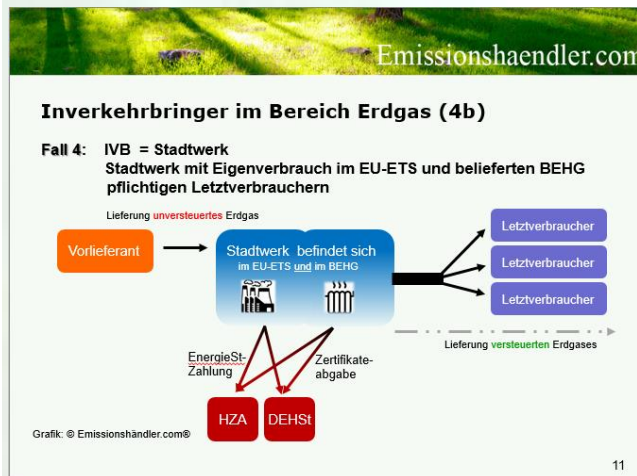 Emissionshaendler.com
Inverkehrbringer im Bereich Erdgas (4b)
Fall 4: IVB = Stadtwerk
Stadtwerk mit Eigenverbrauch im EU-ETS und belieferten BEHG
pflichtigen Letztverbrauchern
Lieferung unversteuertes Erdgas
Vorlieferant
Stadtwerk befindet sich
im EU-ETS und im BEHG
Letztverbraucher
Letztverbraucher
Letztverbraucher
Lieferung versteuerten Erdgases
EnergieSt-
Zahlung
Zertifikate-
abgabe
HZA
DEHSt
Grafik: © Emissionshändler.com®
11